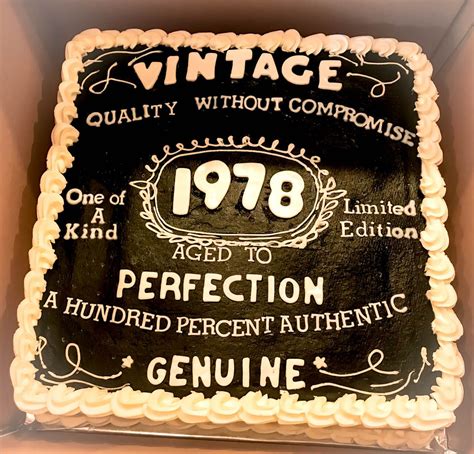 VINTAGE
QUALITY WITHOUT COMPROMISE
1978
One of
A
Kind
Limited
Edition
AGED TO
PERFECTION
A HUNDRED PERCENT AUTHENTIC
GENUINE